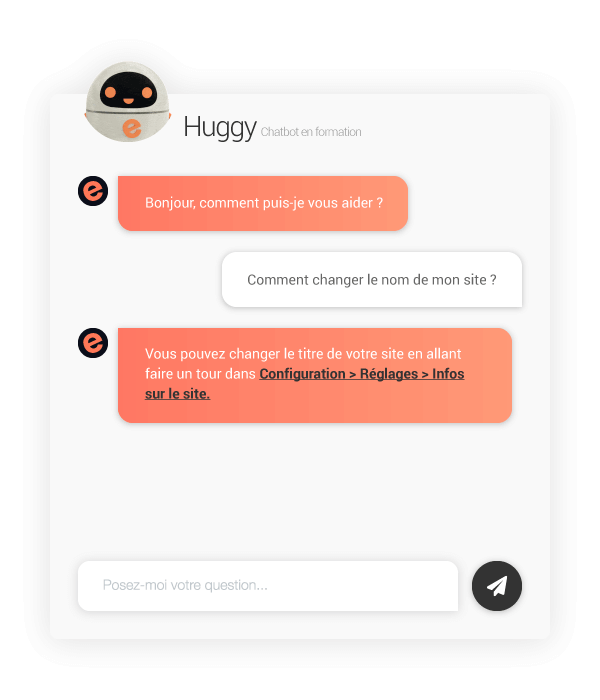 Huggy Chatbot en formation
Bonjour, comment puis-je vous aider ?
Comment changer le nom de mon site ?
Vous pouvez changer le titre de votre site en allant
faire un tour dans Configuration > Réglages > Infos
sur le site.
Posez-moi votre question...